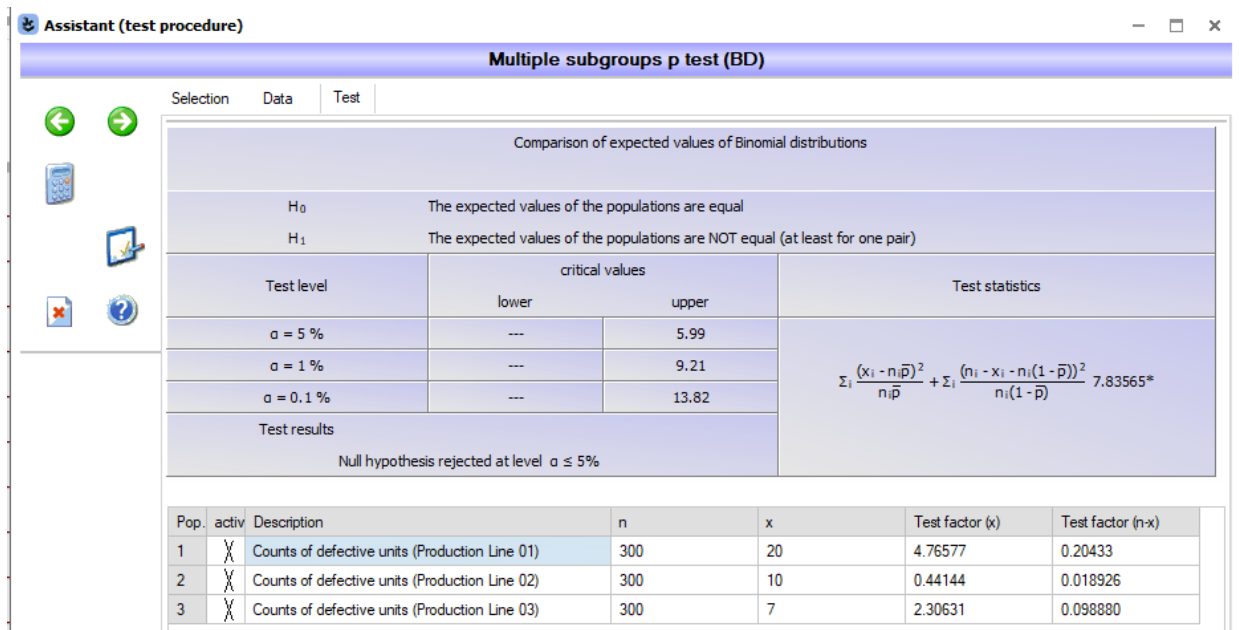 Assistant (test procedure)
Multiple subgroups p test (BD)
Selection Data Test
Comparison of expected values of Binomial distributions
H₀ The expected values of the populations are equal
H₁ The expected values of the populations are NOT equal (at least for one pair)
Test level critical values Test statistics
lower upper
α = 5 % --- 5.99
α = 1 % --- 9.21
α = 0.1 % --- 13.82
Σᵢ (xᵢ - nᵢp̅)² / nᵢp̅ + Σᵢ (nᵢ - xᵢ - nᵢ(1 - p̅))² / nᵢ(1 - p̅) 7.83565*
Test results
Null hypothesis rejected at level α ≤ 5%
Pop. activ Description n x Test factor (x) Test factor (n-x)
1 X Counts of defective units (Production Line 01) 300 20 4.76577 0.20433
2 X Counts of defective units (Production Line 02) 300 10 0.44144 0.018926
3 X Counts of defective units (Production Line 03) 300 7 2.30631 0.098880